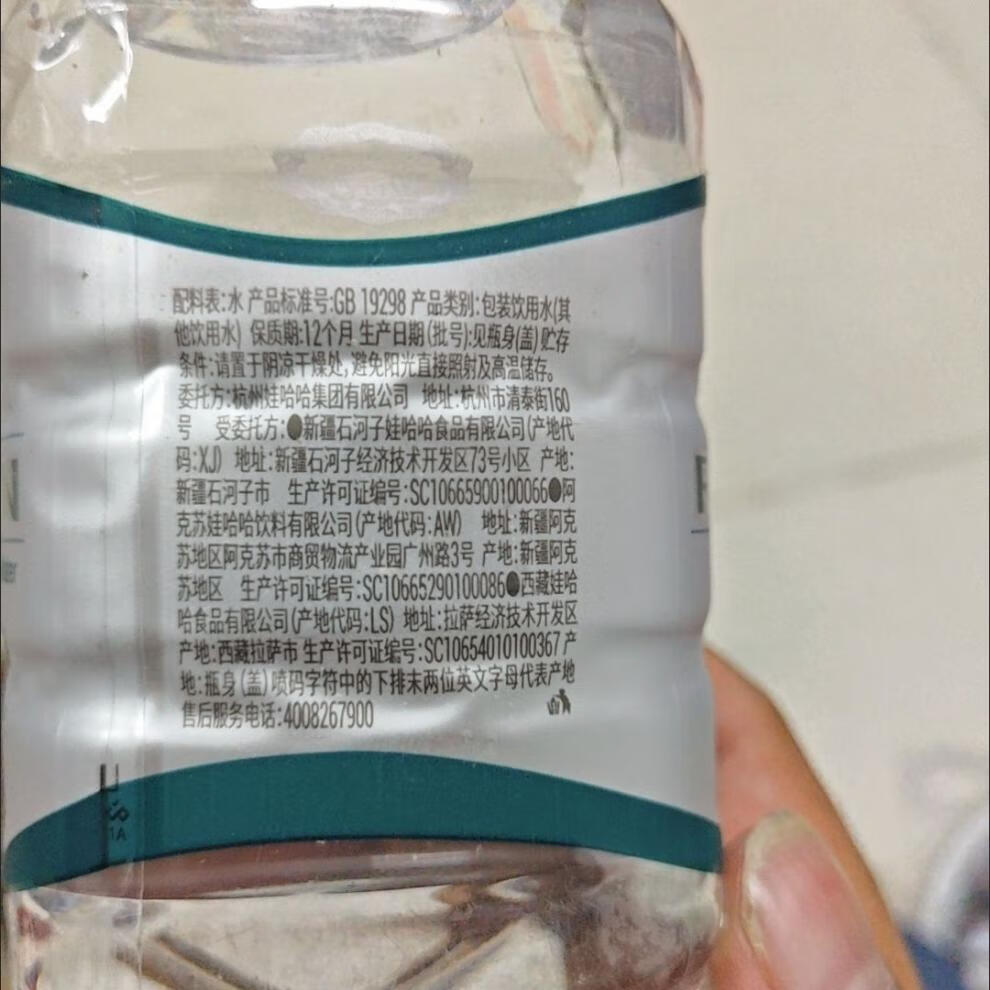 配料表:水 产品标准号:GB 19298 产品类别:包装饮用水(其
他饮用水) 保质期:12个月 生产日期(批号):见瓶身(盖) 贮存
条件:请置于阴凉干燥处,避免阳光直接照射及高温储存。
委托方:杭州娃哈哈集团有限公司 地址:杭州市清泰街160
号 受委托方:●新疆石河子娃哈哈食品有限公司(产地代
码:XJ) 地址:新疆石河子经济技术开发区73号小区 产地:
新疆石河子市 生产许可证编号:SC10665900100066●阿
克苏娃哈哈饮料有限公司(产地代码:AW) 地址:新疆阿克
苏地区阿克苏市商贸物流产业园广州路3号 产地:新疆阿克
苏地区 生产许可证编号:SC10665290100086●西藏娃哈
哈食品有限公司(产地代码:LS) 地址:拉萨经济技术开发区
产地:西藏拉萨市 生产许可证编号:SC10654010100367 产
地:瓶身(盖)喷码字符中的下排末两位英文字母代表产地
售后服务电话:4008267900